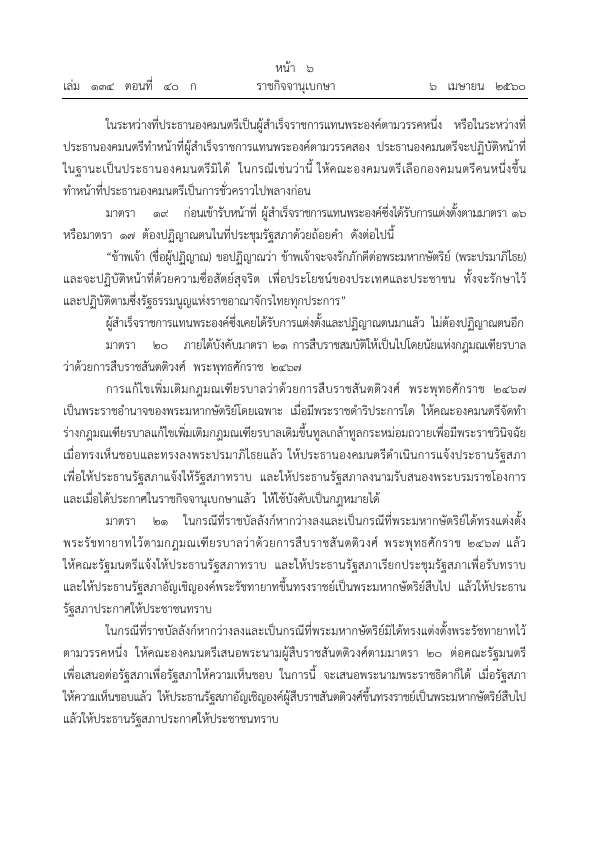 หน้า ๖
เล่ม ๑๓๔ ตอนที่ ๔๐ ก ราชกิจจานุเบกษา ๖ เมษายน ๒๕๖๐
ในระหว่างที่ประธานองคมนตรีเป็นผู้สำเร็จราชการแทนพระองค์ตามวรรคหนึ่ง หรือในระหว่างที่
ประธานองคมนตรีทำหน้าที่ผู้สำเร็จราชการแทนพระองค์ตามวรรคสอง ประธานองคมนตรีจะปฏิบัติหน้าที่
ในฐานะเป็นประธานองคมนตรีมิได้ ในกรณีเช่นว่านี้ ให้คณะองคมนตรีเลือกองคมนตรีคนหนึ่งขึ้น
ทำหน้าที่ประธานองคมนตรีเป็นการชั่วคราวไปพลางก่อน
มาตรา ๑๙ ก่อนเข้ารับหน้าที่ ผู้สำเร็จราชการแทนพระองค์ซึ่งได้รับการแต่งตั้งตามมาตรา ๑๖
หรือมาตรา ๑๗ ต้องปฏิญาณตนในที่ประชุมรัฐสภาด้วยถ้อยคำ ดังต่อไปนี้
“ข้าพเจ้า (ชื่อผู้ปฏิญาณ) ขอปฏิญาณว่า ข้าพเจ้าจะจงรักภักดีต่อพระมหากษัตริย์ (พระปรมาภิไธย)
และจะปฏิบัติหน้าที่ด้วยความซื่อสัตย์สุจริต เพื่อประโยชน์ของประเทศและประชาชน ทั้งจะรักษาไว้
และปฏิบัติตามซึ่งรัฐธรรมนูญแห่งราชอาณาจักรไทยทุกประการ”
ผู้สำเร็จราชการแทนพระองค์ซึ่งเคยได้รับการแต่งตั้งและปฏิญาณตนมาแล้ว ไม่ต้องปฏิญาณตนอีก
มาตรา ๒๐ ภายใต้บังคับมาตรา ๒๑ การสืบราชสมบัติให้เป็นไปโดยนัยแห่งกฎมณเฑียรบาล
ว่าด้วยการสืบราชสันตติวงศ์ พระพุทธศักราช ๒๔๖๗
การแก้ไขเพิ่มเติมกฎมณเฑียรบาลว่าด้วยการสืบราชสันตติวงศ์ พระพุทธศักราช ๒๔๖๗
เป็นพระราชอำนาจของพระมหากษัตริย์โดยเฉพาะ เมื่อมีพระราชดำริประการใด ให้คณะองคมนตรีจัดทำ
ร่างกฎมณเฑียรบาลแก้ไขเพิ่มเติมกฎมณเฑียรบาลเดิมขึ้นทูลเกล้าทูลกระหม่อมถวายเพื่อมีพระราชวินิจฉัย
เมื่อทรงเห็นชอบและทรงลงพระปรมาภิไธยแล้ว ให้ประธานองคมนตรีดำเนินการแจ้งประธานรัฐสภา
เพื่อให้ประธานรัฐสภาแจ้งให้รัฐสภาทราบ และให้ประธานรัฐสภาลงนามรับสนองพระบรมราชโองการ
และเมื่อได้ประกาศในราชกิจจานุเบกษาแล้ว ให้ใช้บังคับเป็นกฎหมายได้
มาตรา ๒๑ ในกรณีที่ราชบัลลังก์หากว่างลงและเป็นกรณีที่พระมหากษัตริย์ได้ทรงแต่งตั้ง
พระรัชทายาทไว้ตามกฎมณเฑียรบาลว่าด้วยการสืบราชสันตติวงศ์ พระพุทธศักราช ๒๔๖๗ แล้ว
ให้คณะรัฐมนตรีแจ้งให้ประธานรัฐสภาทราบ และให้ประธานรัฐสภาเรียกประชุมรัฐสภาเพื่อรับทราบ
และให้ประธานรัฐสภาอัญเชิญองค์พระรัชทายาทขึ้นทรงราชย์เป็นพระมหากษัตริย์สืบไป แล้วให้ประธาน
รัฐสภาประกาศให้ประชาชนทราบ
ในกรณีที่ราชบัลลังก์หากว่างลงและเป็นกรณีที่พระมหากษัตริย์มิได้ทรงแต่งตั้งพระรัชทายาทไว้
ตามวรรคหนึ่ง ให้คณะองคมนตรีเสนอพระนามผู้สืบราชสันตติวงศ์ตามมาตรา ๒๐ ต่อคณะรัฐมนตรี
เพื่อเสนอต่อรัฐสภาเพื่อรัฐสภาให้ความเห็นชอบ ในการนี้ จะเสนอพระนามพระราชธิดาก็ได้ เมื่อรัฐสภา
ให้ความเห็นชอบแล้ว ให้ประธานรัฐสภาอัญเชิญองค์ผู้สืบราชสันตติวงศ์ขึ้นทรงราชย์เป็นพระมหากษัตริย์สืบไป
แล้วให้ประธานรัฐสภาประกาศให้ประชาชนทราบ